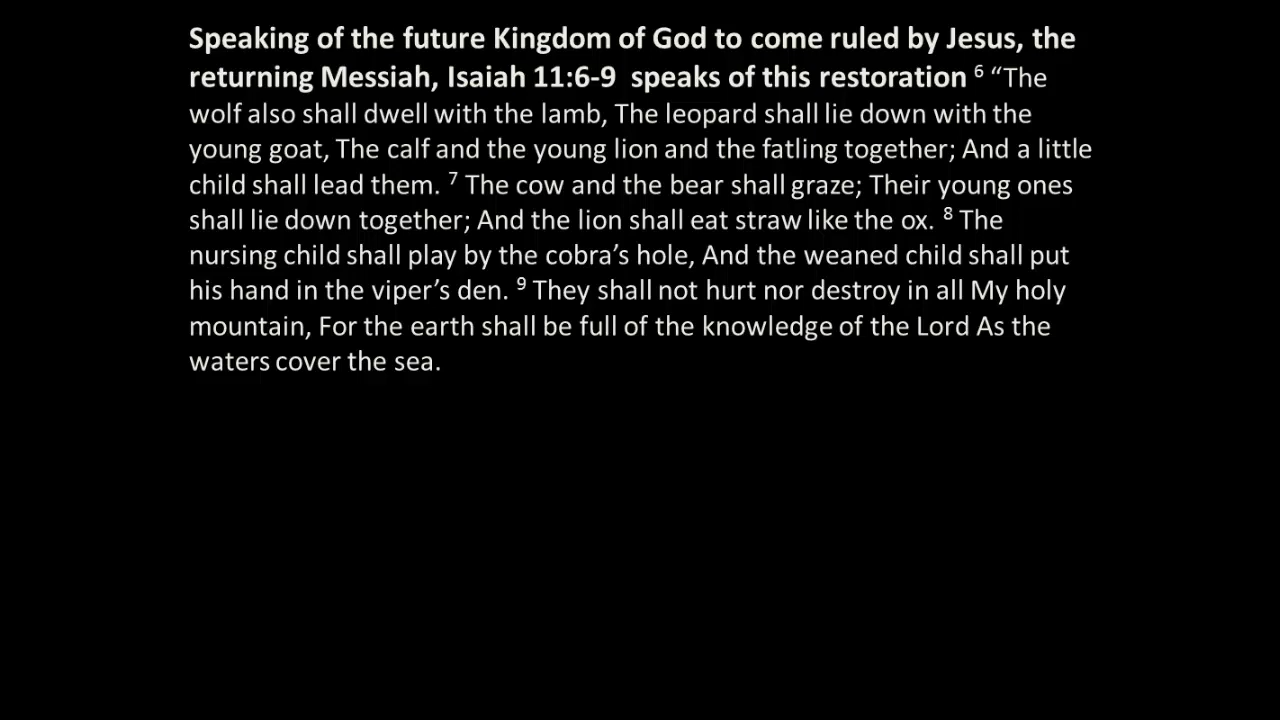 Speaking of the future Kingdom of God to come ruled by Jesus, the
returning Messiah, Isaiah 11:6-9  speaks of this restoration ⁶ “The
wolf also shall dwell with the lamb, The leopard shall lie down with the
young goat, The calf and the young lion and the fatling together; And a little
child shall lead them. ⁷ The cow and the bear shall graze; Their young ones
shall lie down together; And the lion shall eat straw like the ox. ⁸ The
nursing child shall play by the cobra’s hole, And the weaned child shall put
his hand in the viper’s den. ⁹ They shall not hurt nor destroy in all My holy
mountain, For the earth shall be full of the knowledge of the Lord As the
waters cover the sea.